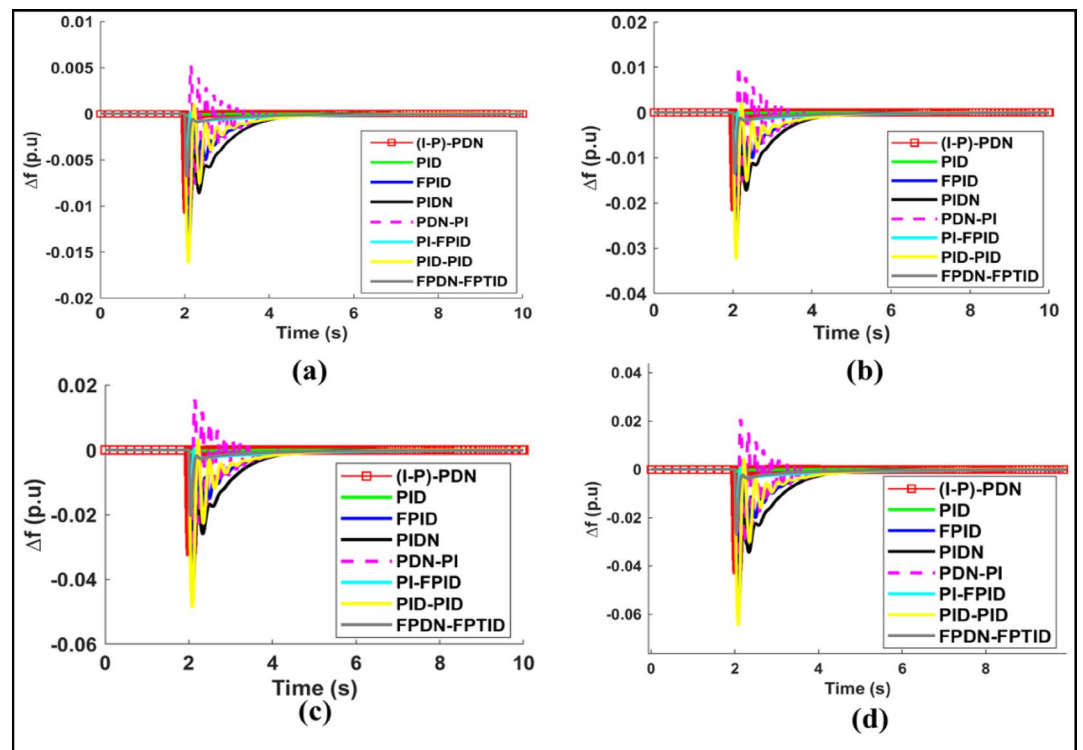 0.01
0.005
0
-0.005
-0.01
-0.015
-0.02
Δf (p.u)
0 2 4 6 8 10
Time (s)
(I-P)-PDN
PID
FPID
PIDN
PDN-PI
PI-FPID
PID-PID
FPDN-FPTID
(a)
0.02
0.01
0
-0.01
-0.02
-0.03
-0.04
Δf (p.u)
0 2 4 6 8 10
Time (s)
(I-P)-PDN
PID
FPID
PIDN
PDN-PI
PI-FPID
PID-PID
FPDN-FPTID
(b)
0.02
0
-0.02
-0.04
-0.06
Δf (p.u)
0 2 4 6 8 10
Time (s)
(I-P)-PDN
PID
FPID
PIDN
PDN-PI
PI-FPID
PID-PID
FPDN-FPTID
(c)
0.04
0.02
0
-0.02
-0.04
-0.06
Δf (p.u)
0 2 4 6 8
Time (s)
(I-P)-PDN
PID
FPID
PIDN
PDN-PI
PI-FPID
PID-PID
FPDN-FPTID
(d)